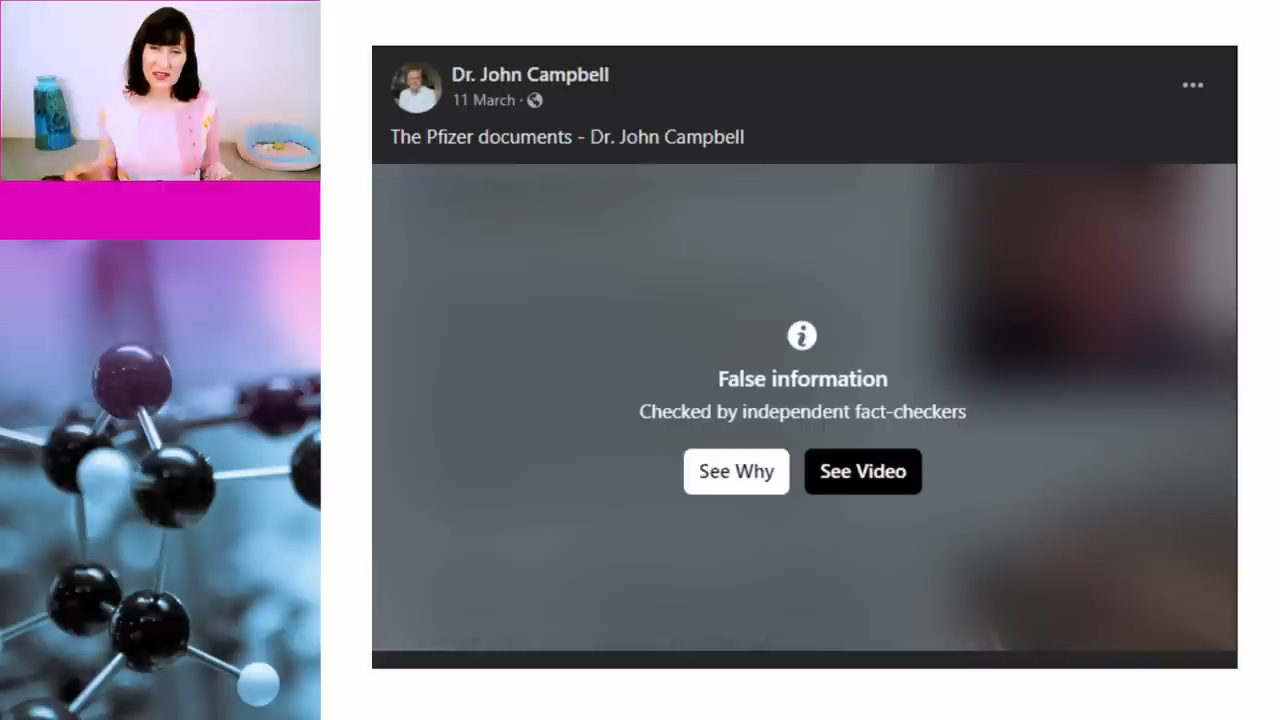 Dr. John Campbell
11 March ·
The Pfizer documents - Dr. John Campbell
False information
Checked by independent fact-checkers
See Why
See Video